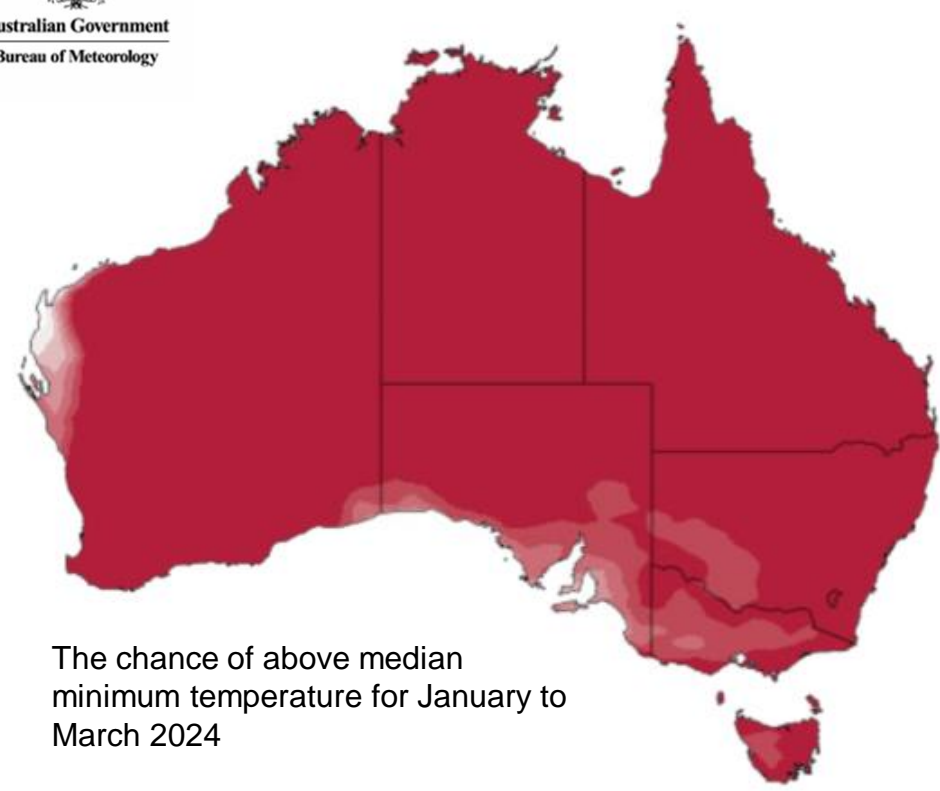 ustralian Government
Bureau of Meteorology
The chance of above median
minimum temperature for January to
March 2024